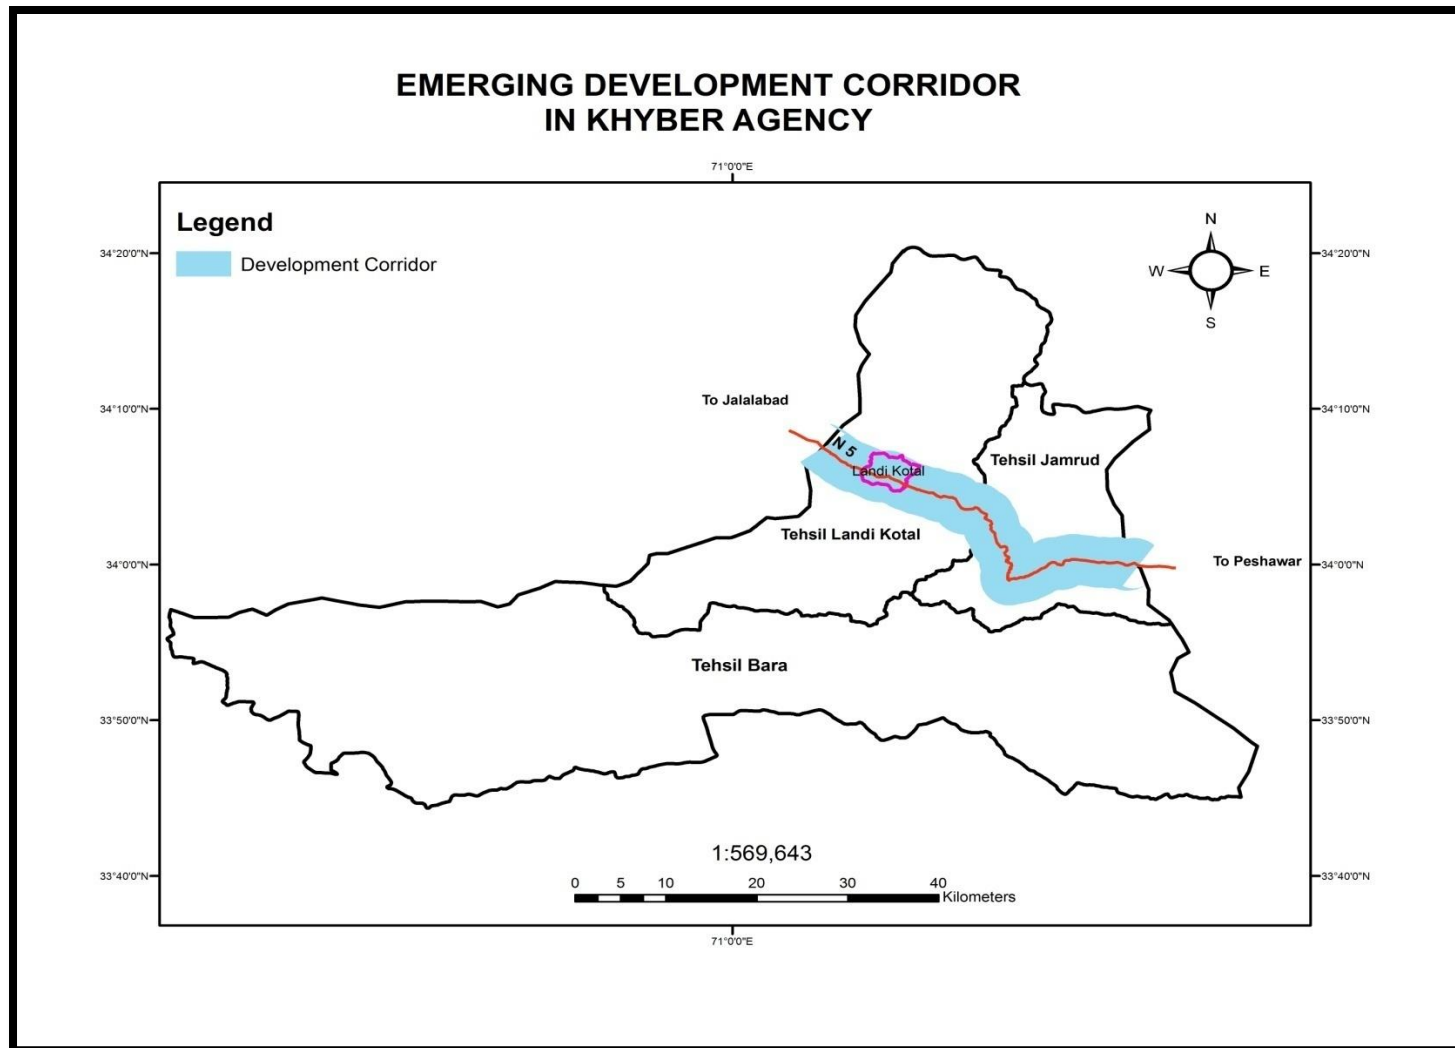 EMERGING DEVELOPMENT CORRIDOR
IN KHYBER AGENCY
71°0'0"E
Legend
Development Corridor
N
W
E
S
34°20'0"N
34°20'0"N
To Jalalabad
34°10'0"N
34°10'0"N
N 5
Landi Kotal
Tehsil Jamrud
Tehsil Landi Kotal
To Peshawar
34°0'0"N
34°0'0"N
Tehsil Bara
33°50'0"N
33°50'0"N
1:569,643
33°40'0"N
33°40'0"N
0 5 10 20 30 40
Kilometers
71°0'0"E